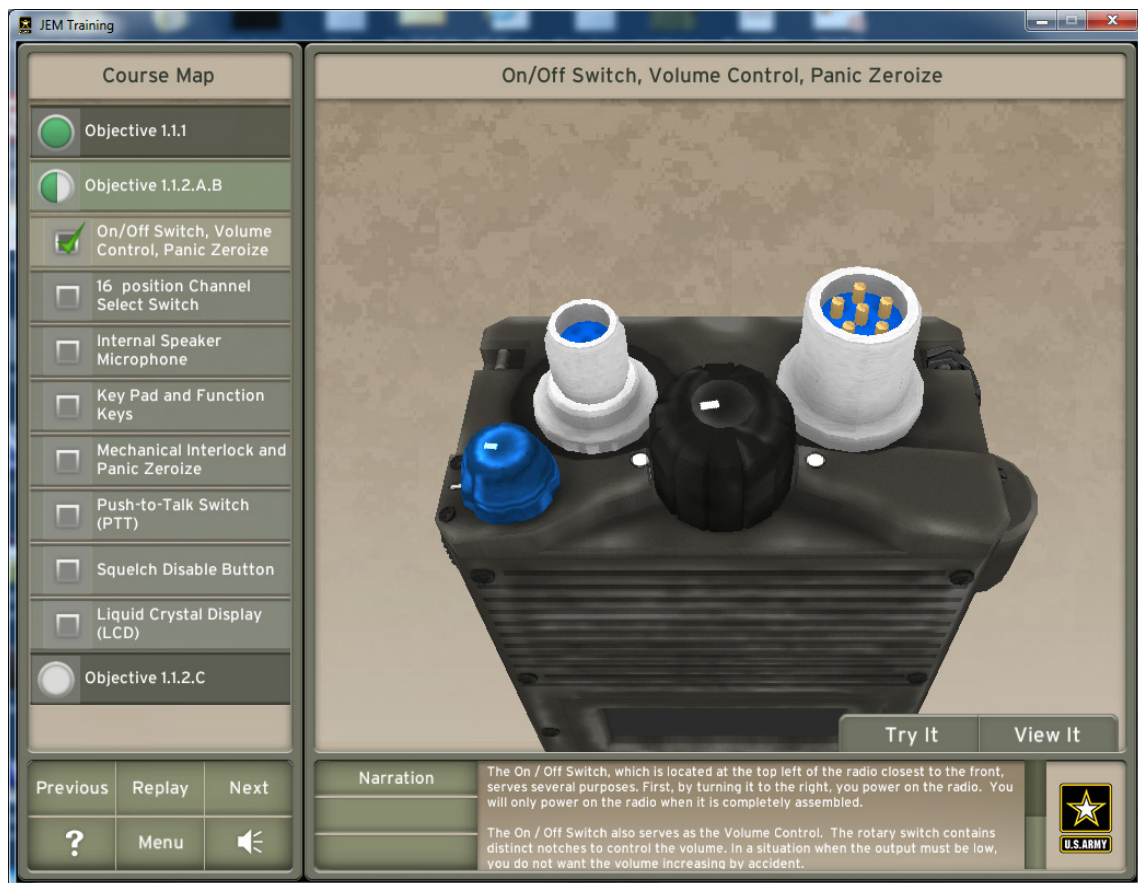 JEM Training
Course Map
Objective 1.1.1
Objective 1.1.2.A.B
On/Off Switch, Volume
Control, Panic Zeroize
16 position Channel
Select Switch
Internal Speaker
Microphone
Key Pad and Function
Keys
Mechanical Interlock and
Panic Zeroize
Push-to-Talk Switch
(PTT)
Squelch Disable Button
Liquid Crystal Display
(LCD)
Objective 1.1.2.C
Previous
Replay
Next
?
Menu
On/Off Switch, Volume Control, Panic Zeroize
Try It
View It
Narration
The On / Off Switch, which is located at the top left of the radio closest to the front,
serves several purposes. First, by turning it to the right, you power on the radio. You
will only power on the radio when it is completely assembled.
The On / Off Switch also serves as the Volume Control. The rotary switch contains
distinct notches to control the volume. In a situation when the output must be low,
you do not want the volume increasing by accident.
U.S.ARMY